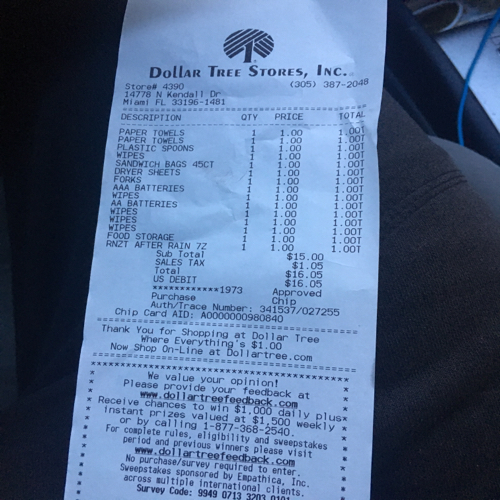 Dollar Tree Stores, Inc.
Store# 4390 (305) 387-2048
14778 N Kendall Dr
Miami FL 33196-1481
DESCRIPTION QTY PRICE TOTAL
PAPER TOWELS 1 1.00 1.00T
PAPER TOWELS 1 1.00 1.00T
PLASTIC SPOONS 1 1.00 1.00T
WIPES 1 1.00 1.00T
SANDWICH BAGS 45CT 1 1.00 1.00T
DRYER SHEETS 1 1.00 1.00T
FORKS 1 1.00 1.00T
AAA BATTERIES 1 1.00 1.00T
WIPES 1 1.00 1.00T
AA BATTERIES 1 1.00 1.00T
WIPES 1 1.00 1.00T
WIPES 1 1.00 1.00T
WIPES 1 1.00 1.00T
FOOD STORAGE 1 1.00 1.00T
RNZT AFTER RAIN 7Z 1 1.00 1.00T
Sub Total $15.00
SALES TAX $1.05
Total $16.05
US DEBIT $16.05
************1973 Approved
Purchase Chip
Auth/Trace Number: 341537/027255
Chip Card AID: A0000000980840
Thank You for Shopping at Dollar Tree
Where Everything's $1.00
Now Shop On-Line at Dollartree.com
We value your opinion!
Please provide your feedback at
www.dollartreefeedback.com
Receive chances to win $1,000 daily plus
instant prizes valued at $1,500 weekly
or by calling 1-877-368-2540.
For complete rules, eligibility and sweepstakes
period and previous winners please visit
www.dollartreefeedback.com
No purchase/survey required to enter.
Sweepstakes sponsored by Empathica, Inc.
across multiple international clients.
Survey Code: 9949 0713 3203